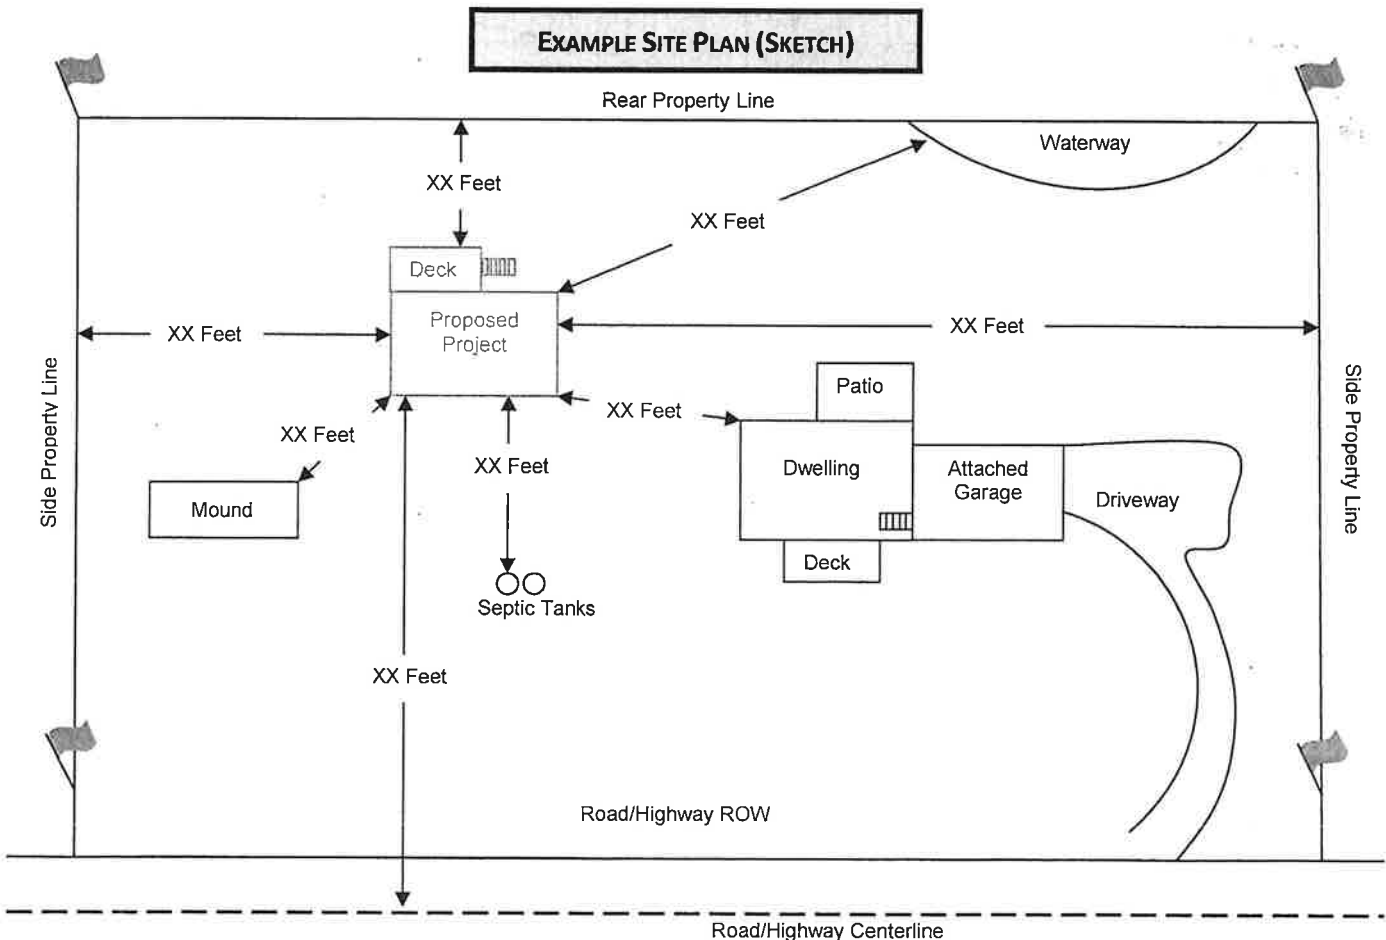 EXAMPLE SITE PLAN (SKETCH)
Rear Property Line
Waterway
XX Feet
XX Feet
Deck
Proposed
Project
XX Feet
XX Feet
Side Property Line
Side Property Line
Patio
XX Feet
XX Feet
XX Feet
Dwelling
Attached
Garage
Driveway
Mound
Deck
Septic Tanks
XX Feet
Road/Highway ROW
Road/Highway Centerline